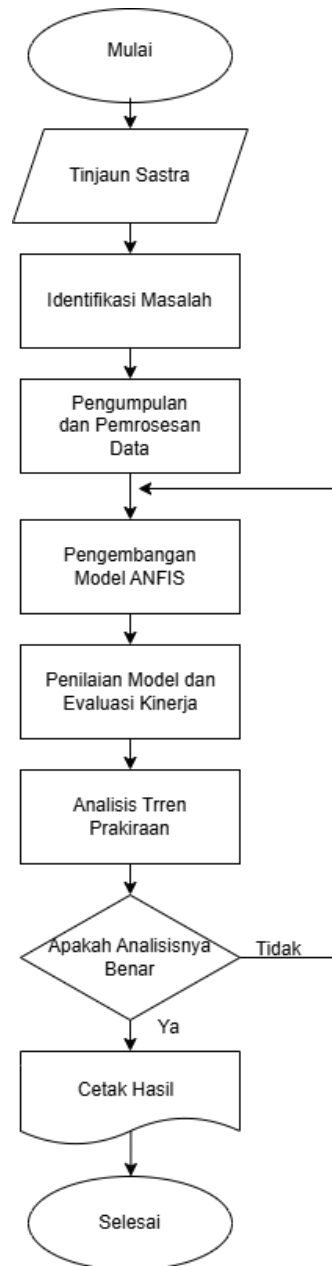 Mulai
Tinjaun Sastra
Identifikasi Masalah
Pengumpulan
dan Pemrosesan
Data
Pengembangan
Model ANFIS
Penilaian Model dan
Evaluasi Kinerja
Analisis Trren
Prakiraan
Apakah Analisisnya
Benar
Tidak
Ya
Cetak Hasil
Selesai